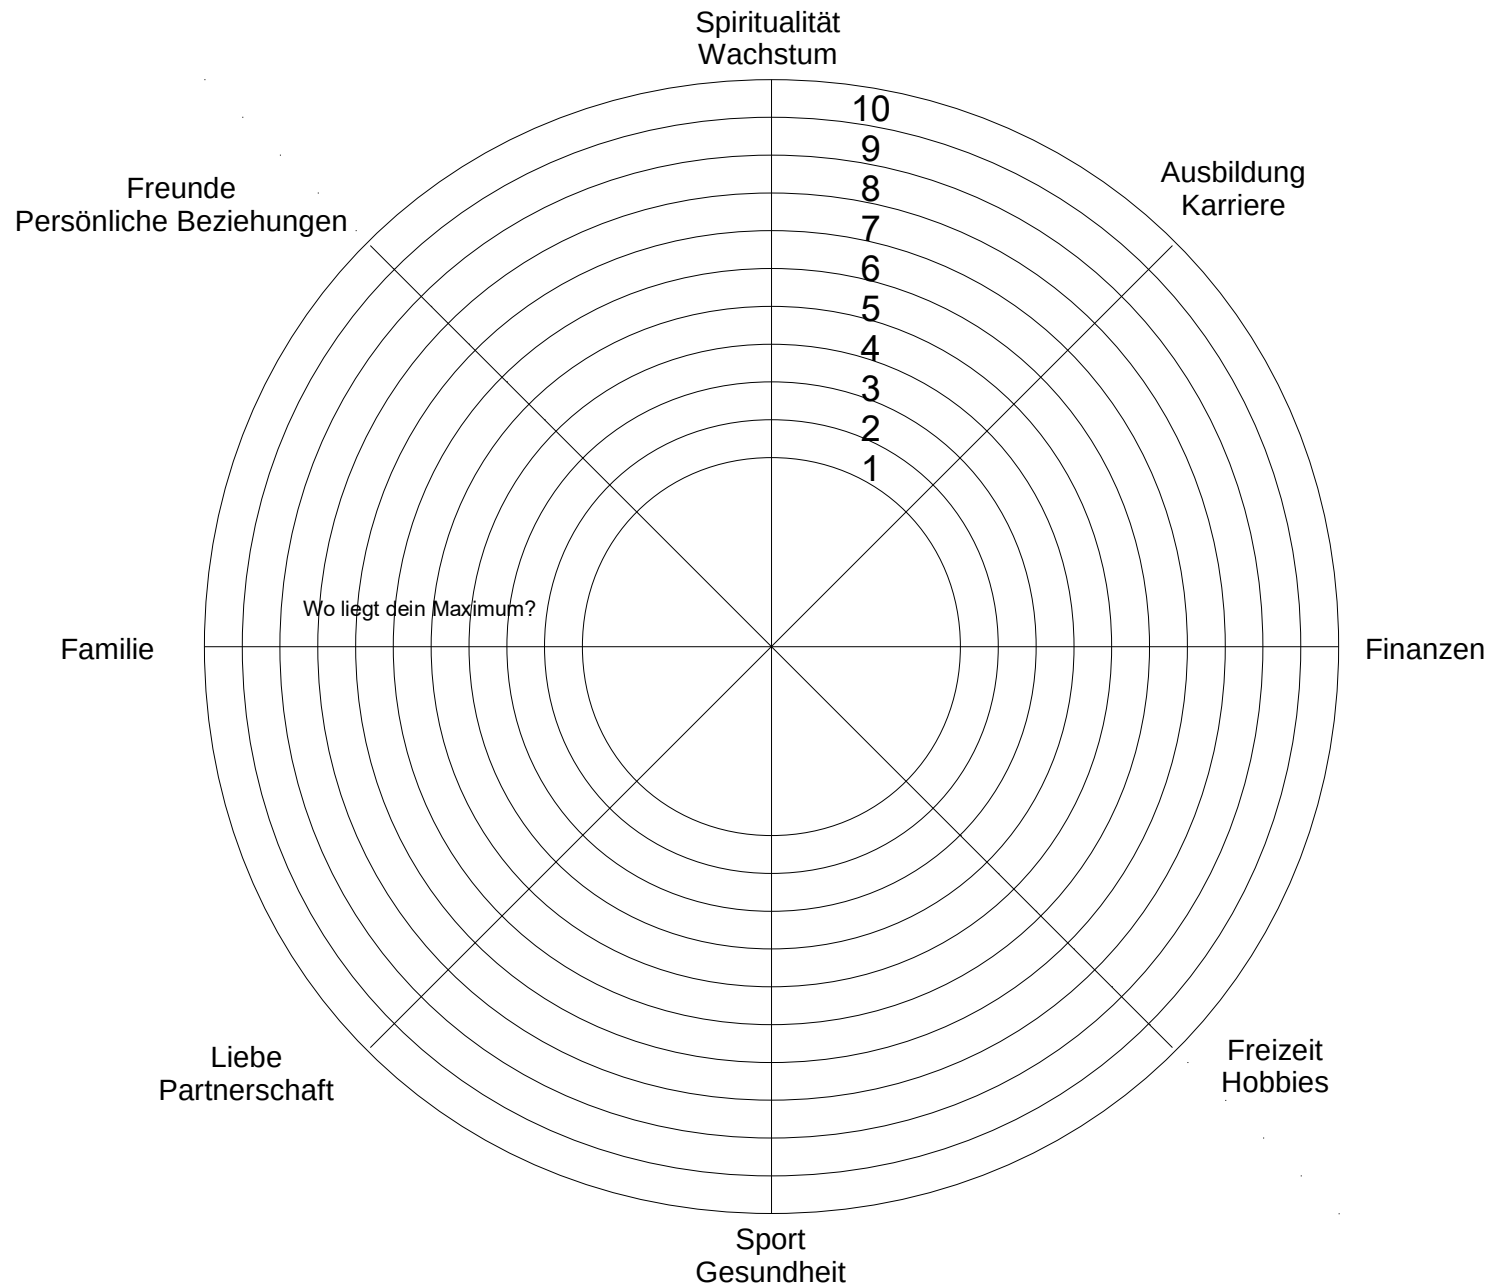 Spiritualität
Wachstum
10
9
8
7
6
5
4
3
2
1
Ausbildung
Karriere
Freunde
Persönliche Beziehungen
Wo liegt dein Maximum?
Familie
Finanzen
Liebe
Partnerschaft
Freizeit
Hobbies
Sport
Gesundheit